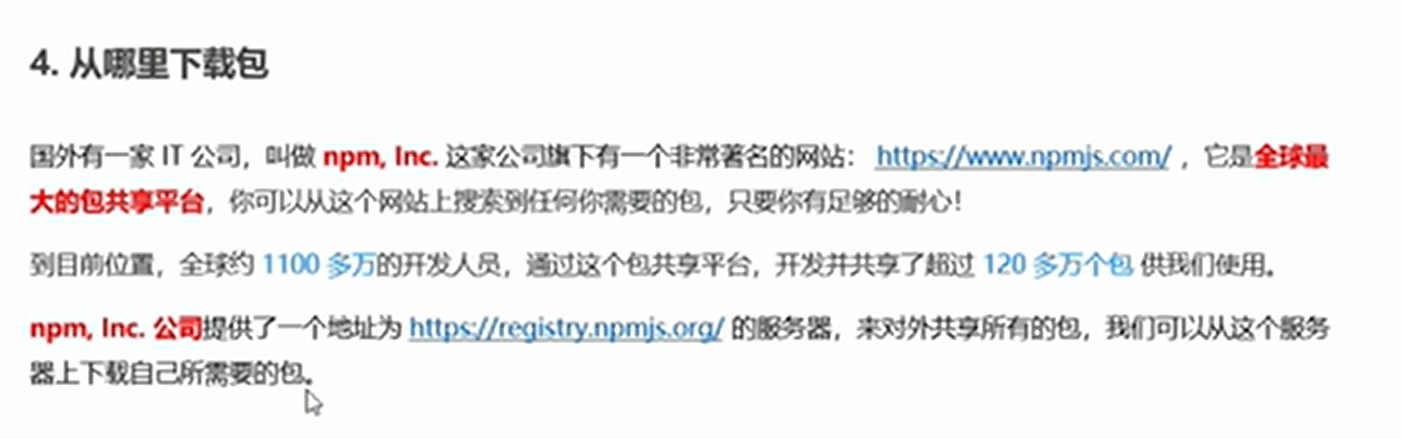 4. 从哪里下载包
国外有一家 IT 公司，叫做 npm, Inc. 这家公司旗下有一个非常著名的网站： https://www.npmjs.com/ ，它是全球最
大的包共享平台，你可以从这个网站上搜索到任何你需要的包，只要你有足够的耐心！
到目前位置，全球约 1100 多万的开发人员，通过这个包共享平台，开发并共享了超过 120 多万个包 供我们使用。
npm, Inc. 公司提供了一个地址为 https://registry.npmjs.org/ 的服务器，来对外共享所有的包，我们可以从这个服务
器上下载自己所需要的包。